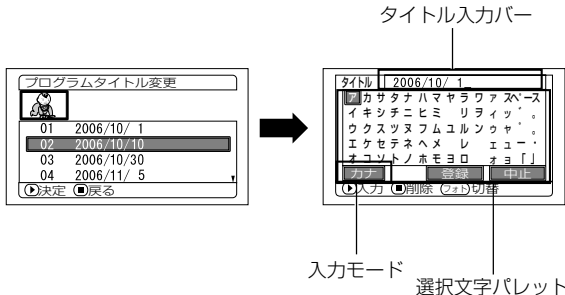 タイトル入力バー
プログラムタイトル変更
01 2006/10/ 1
02 2006/10/10
03 2006/10/30
04 2006/11/ 5
決定 戻る
タイトル 2006/10/ 1_
アカサタナハマヤラワァスペース
イキシチニヒミ リヲィッ゛。
ウクスツヌフムユルンゥャ゜。
エケセテネヘメ レ ェュー・
オコソトノホモヨロ ォョ「」
カナ 登録 中止
入力 削除 フォト切替
入力モード
選択文字パレット